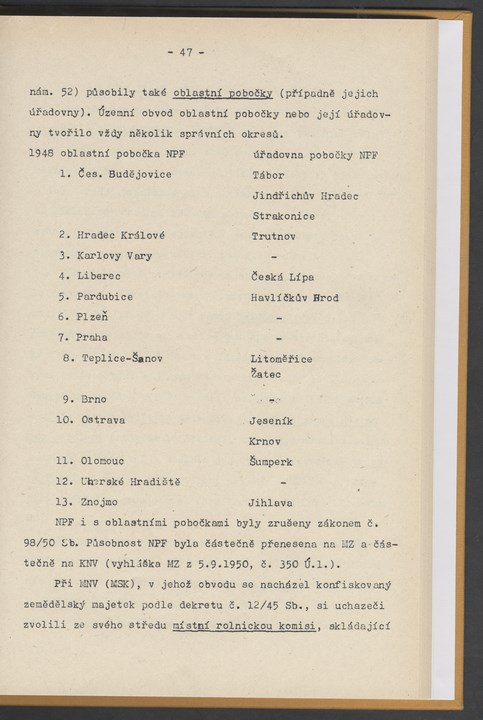 - 47 -
nám. 52) působily také oblastní pobočky (případně jejich
úřadovny). Územní obvod oblastní pobočky nebo její úřadov-
ny tvořilo vždy několik správních okresů.
1948 oblastní pobočka NPF úřadovna pobočky NPF
1. Čes. Budějovice Tábor
Jindřichův Hradec
Strakonice
2. Hradec Králové Trutnov
3. Karlovy Vary -
4. Liberec Česká Lípa
5. Pardubice Havlíčkův Brod
6. Plzeň -
7. Praha -
8. Teplice-Šanov Litoměřice
Žatec
9. Brno -
10. Ostrava Jeseník
Krnov
11. Olomouc Šumperk
12. Uherské Hradiště -
13. Znojmo Jihlava
NPF i s oblastními pobočkami byly zrušeny zákonem č.
98/50 Sb. Působnost NPF byla částečně přenesena na MZ a čás-
tečně na KNV (vyhláška MZ z 5.9.1950, č. 350 Ú.l.).
Při MNV (MSK), v jehož obvodu se nacházel konfiskovaný
zemědělský majetek podle dekretu č. 12/45 Sb., si uchazeči
zvolili ze svého středu místní rolnickou komisi, skládající